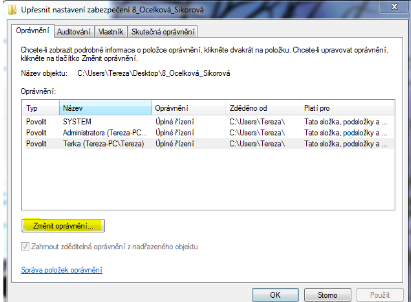 Upřesnit nastavení zabezpečení 8_Ocelková_Sikorová
Oprávnění Auditování Vlastník Skutečná oprávnění
Chcete-li zobrazit podrobné informace o položce oprávnění, klikněte dvakrát na položku. Chcete-li upravovat oprávnění,
klikněte na tlačítko Změnit oprávnění.
Název objektu: C:\Users\Tereza\Desktop\8_Ocelková_Sikorová
Oprávnění:
Typ Název Oprávnění Zděděno od Platí pro
Povolit SYSTEM Úplné řízení C:\Users\Tereza\ Tato složka, podsložky a ...
Povolit Administrators (Tereza-PC... Úplné řízení C:\Users\Tereza\ Tato složka, podsložky a ...
Povolit Terka (Tereza-PC\Tereza) Úplné řízení C:\Users\Tereza\ Tato složka, podsložky a ...
Změnit oprávnění...
Zahrnout zděditelná oprávnění z nadřazeného objektu
Správa položek oprávnění
OK Storno Použít